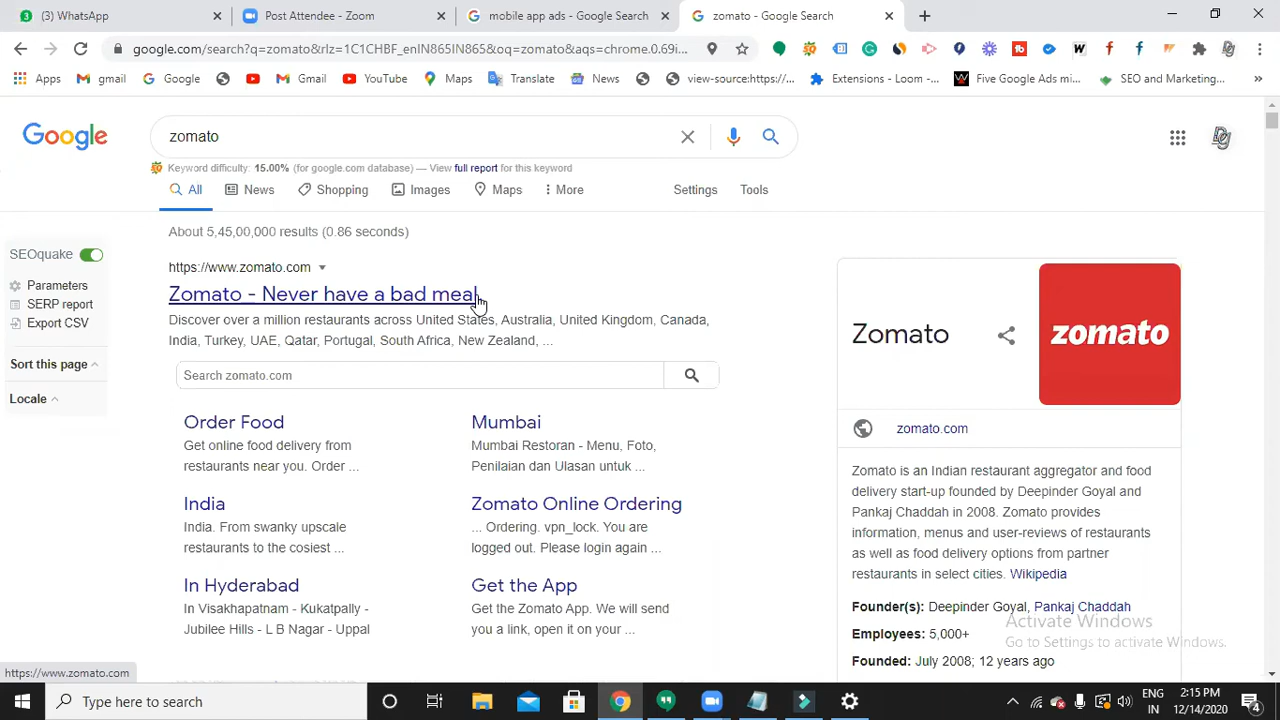 (3) WhatsApp
Post Attendee - Zoom
mobile app ads - Google Search
zomato - Google Search
google.com/search?q=zomato&rlz=1C1CHBF_enIN865IN865&oq=zomato&aqs=chrome.0.69i...
Apps
gmail
Google
Gmail
YouTube
Maps
Translate
News
view-source:https:/...
Extensions - Loom -...
Five Google Ads mi...
SEO and Marketing...
Google
zomato
Keyword difficulty: 15.00% (for google.com database) — View full report for this keyword
All
News
Shopping
Images
Maps
More
Settings
Tools
About 5,45,00,000 results (0.86 seconds)
SEOquake
Parameters
SERP report
Export CSV
Sort this page
Locale
https://www.zomato.com
Zomato - Never have a bad meal
Discover over a million restaurants across United States, Australia, United Kingdom, Canada,
India, Turkey, UAE, Qatar, Portugal, South Africa, New Zealand, ...
Search zomato.com
Order Food
Get online food delivery from
restaurants near you. Order ...
Mumbai
Mumbai Restoran - Menu, Foto,
Penilaian dan Ulasan untuk ...
India
India. From swanky upscale
restaurants to the cosiest ...
Zomato Online Ordering
... Ordering. vpn_lock. You are
logged out. Please login again ...
In Hyderabad
In Visakhapatnam - Kukatpally -
Jubilee Hills - L B Nagar - Uppal
Get the App
Get the Zomato App. We will send
you a link, open it on your ...
Zomato
zomato
zomato.com
Zomato is an Indian restaurant aggregator and food
delivery start-up founded by Deepinder Goyal and
Pankaj Chaddah in 2008. Zomato provides
information, menus and user-reviews of restaurants
as well as food delivery options from partner
restaurants in select cities. Wikipedia
Founder(s): Deepinder Goyal, Pankaj Chaddah
Employees: 5,000+
Founded: July 2008; 12 years ago
Activate Windows
Go to Settings to activate Windows.
https://www.zomato.com
Type here to search
ENG
IN
2:15 PM
12/14/2020
4